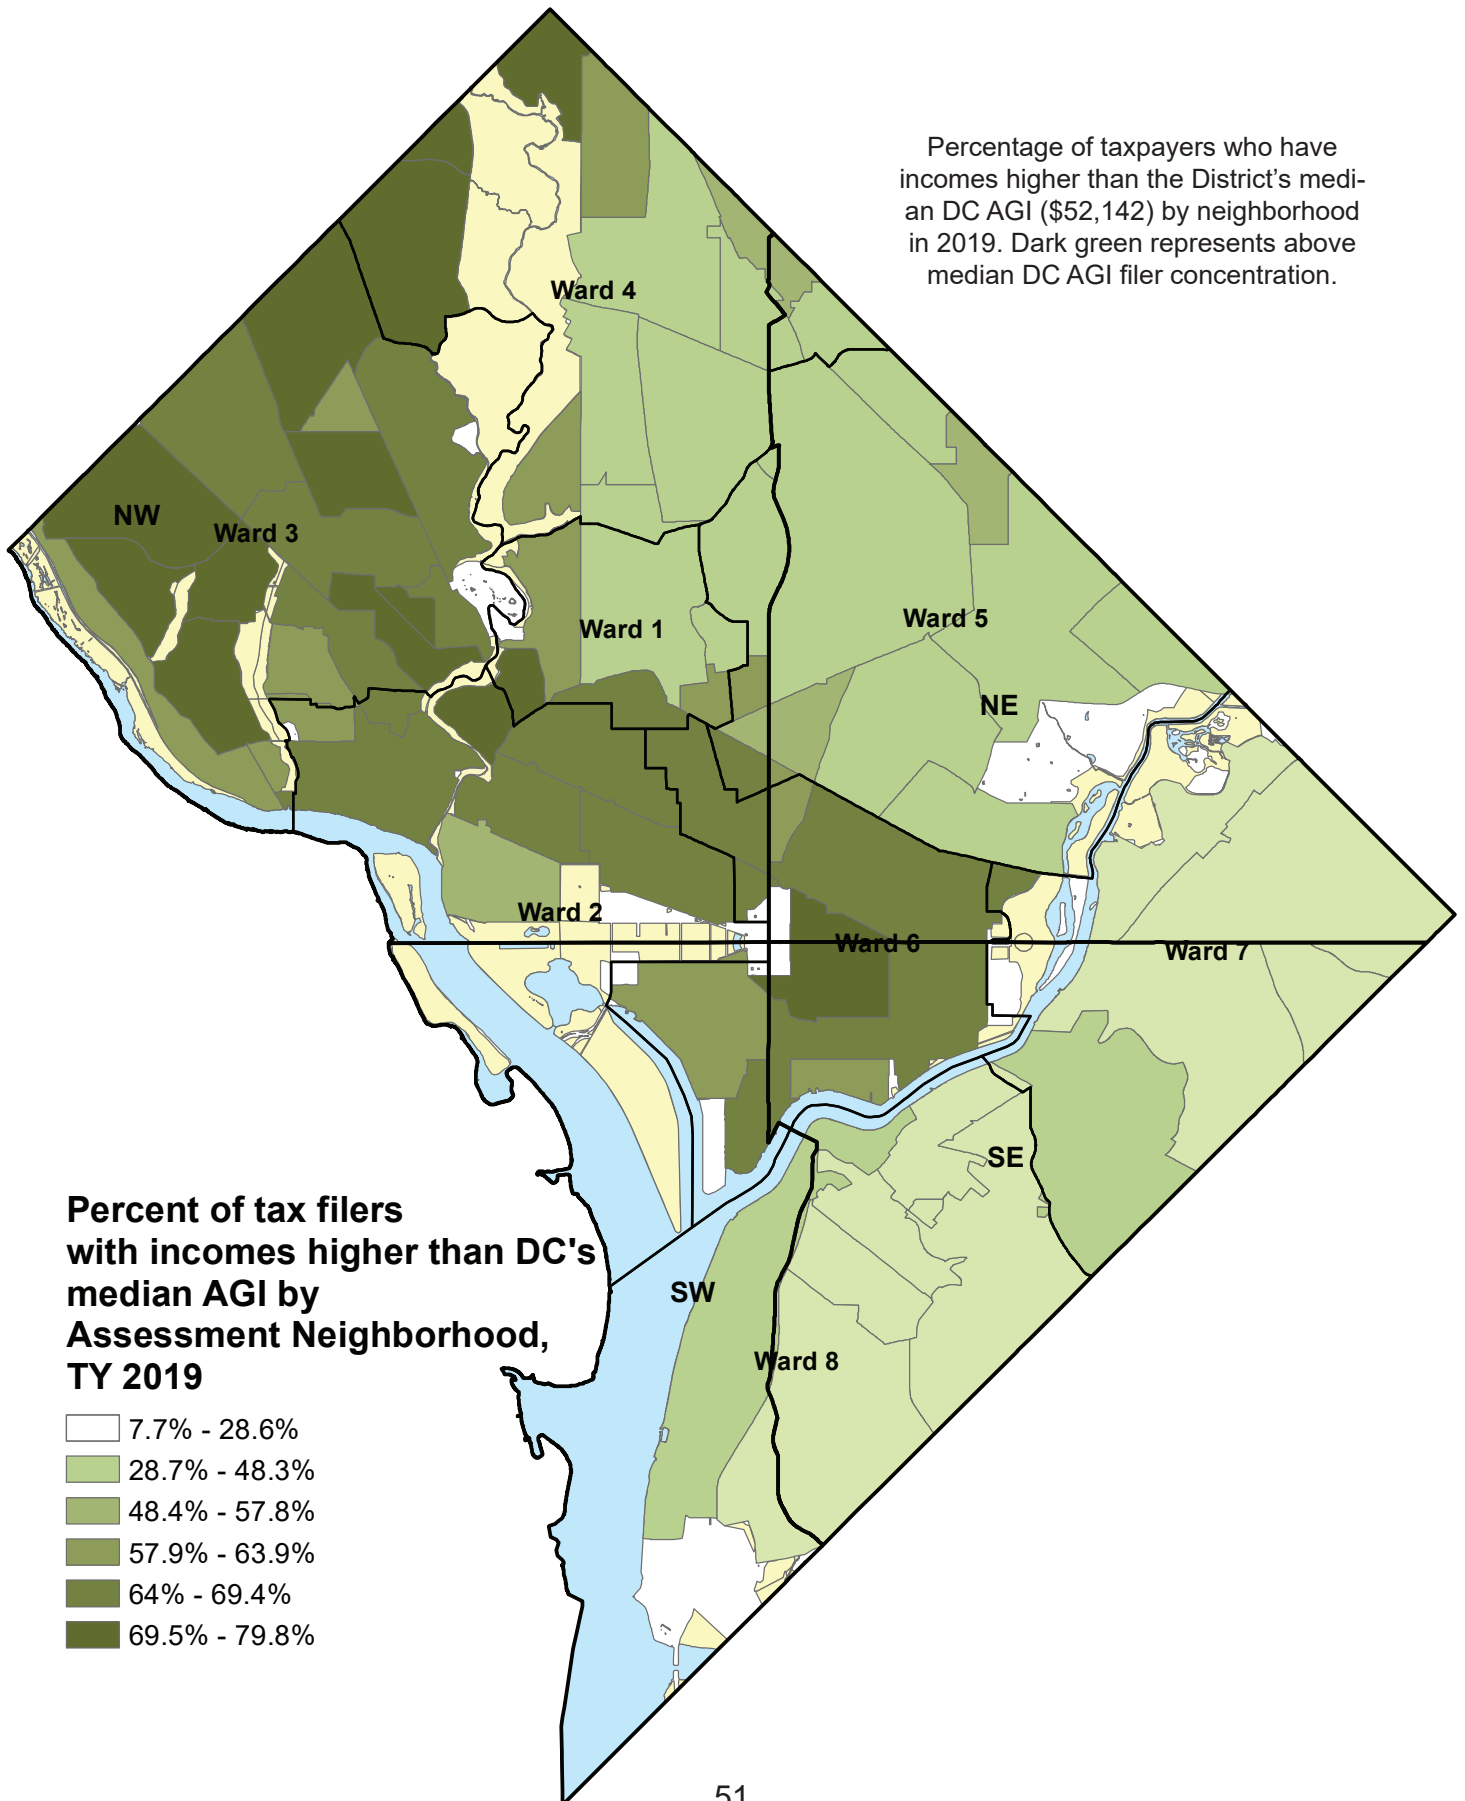 Percentage of taxpayers who have
incomes higher than the District’s medi-
an DC AGI ($52,142) by neighborhood
in 2019. Dark green represents above
median DC AGI filer concentration.
Ward 4
NW
Ward 3
Ward 1
Ward 5
NE
Ward 2
Ward 6
Ward 7
SE
SW
Ward 8
Percent of tax filers
with incomes higher than DC's
median AGI by
Assessment Neighborhood,
TY 2019
7.7% - 28.6%
28.7% - 48.3%
48.4% - 57.8%
57.9% - 63.9%
64% - 69.4%
69.5% - 79.8%
51